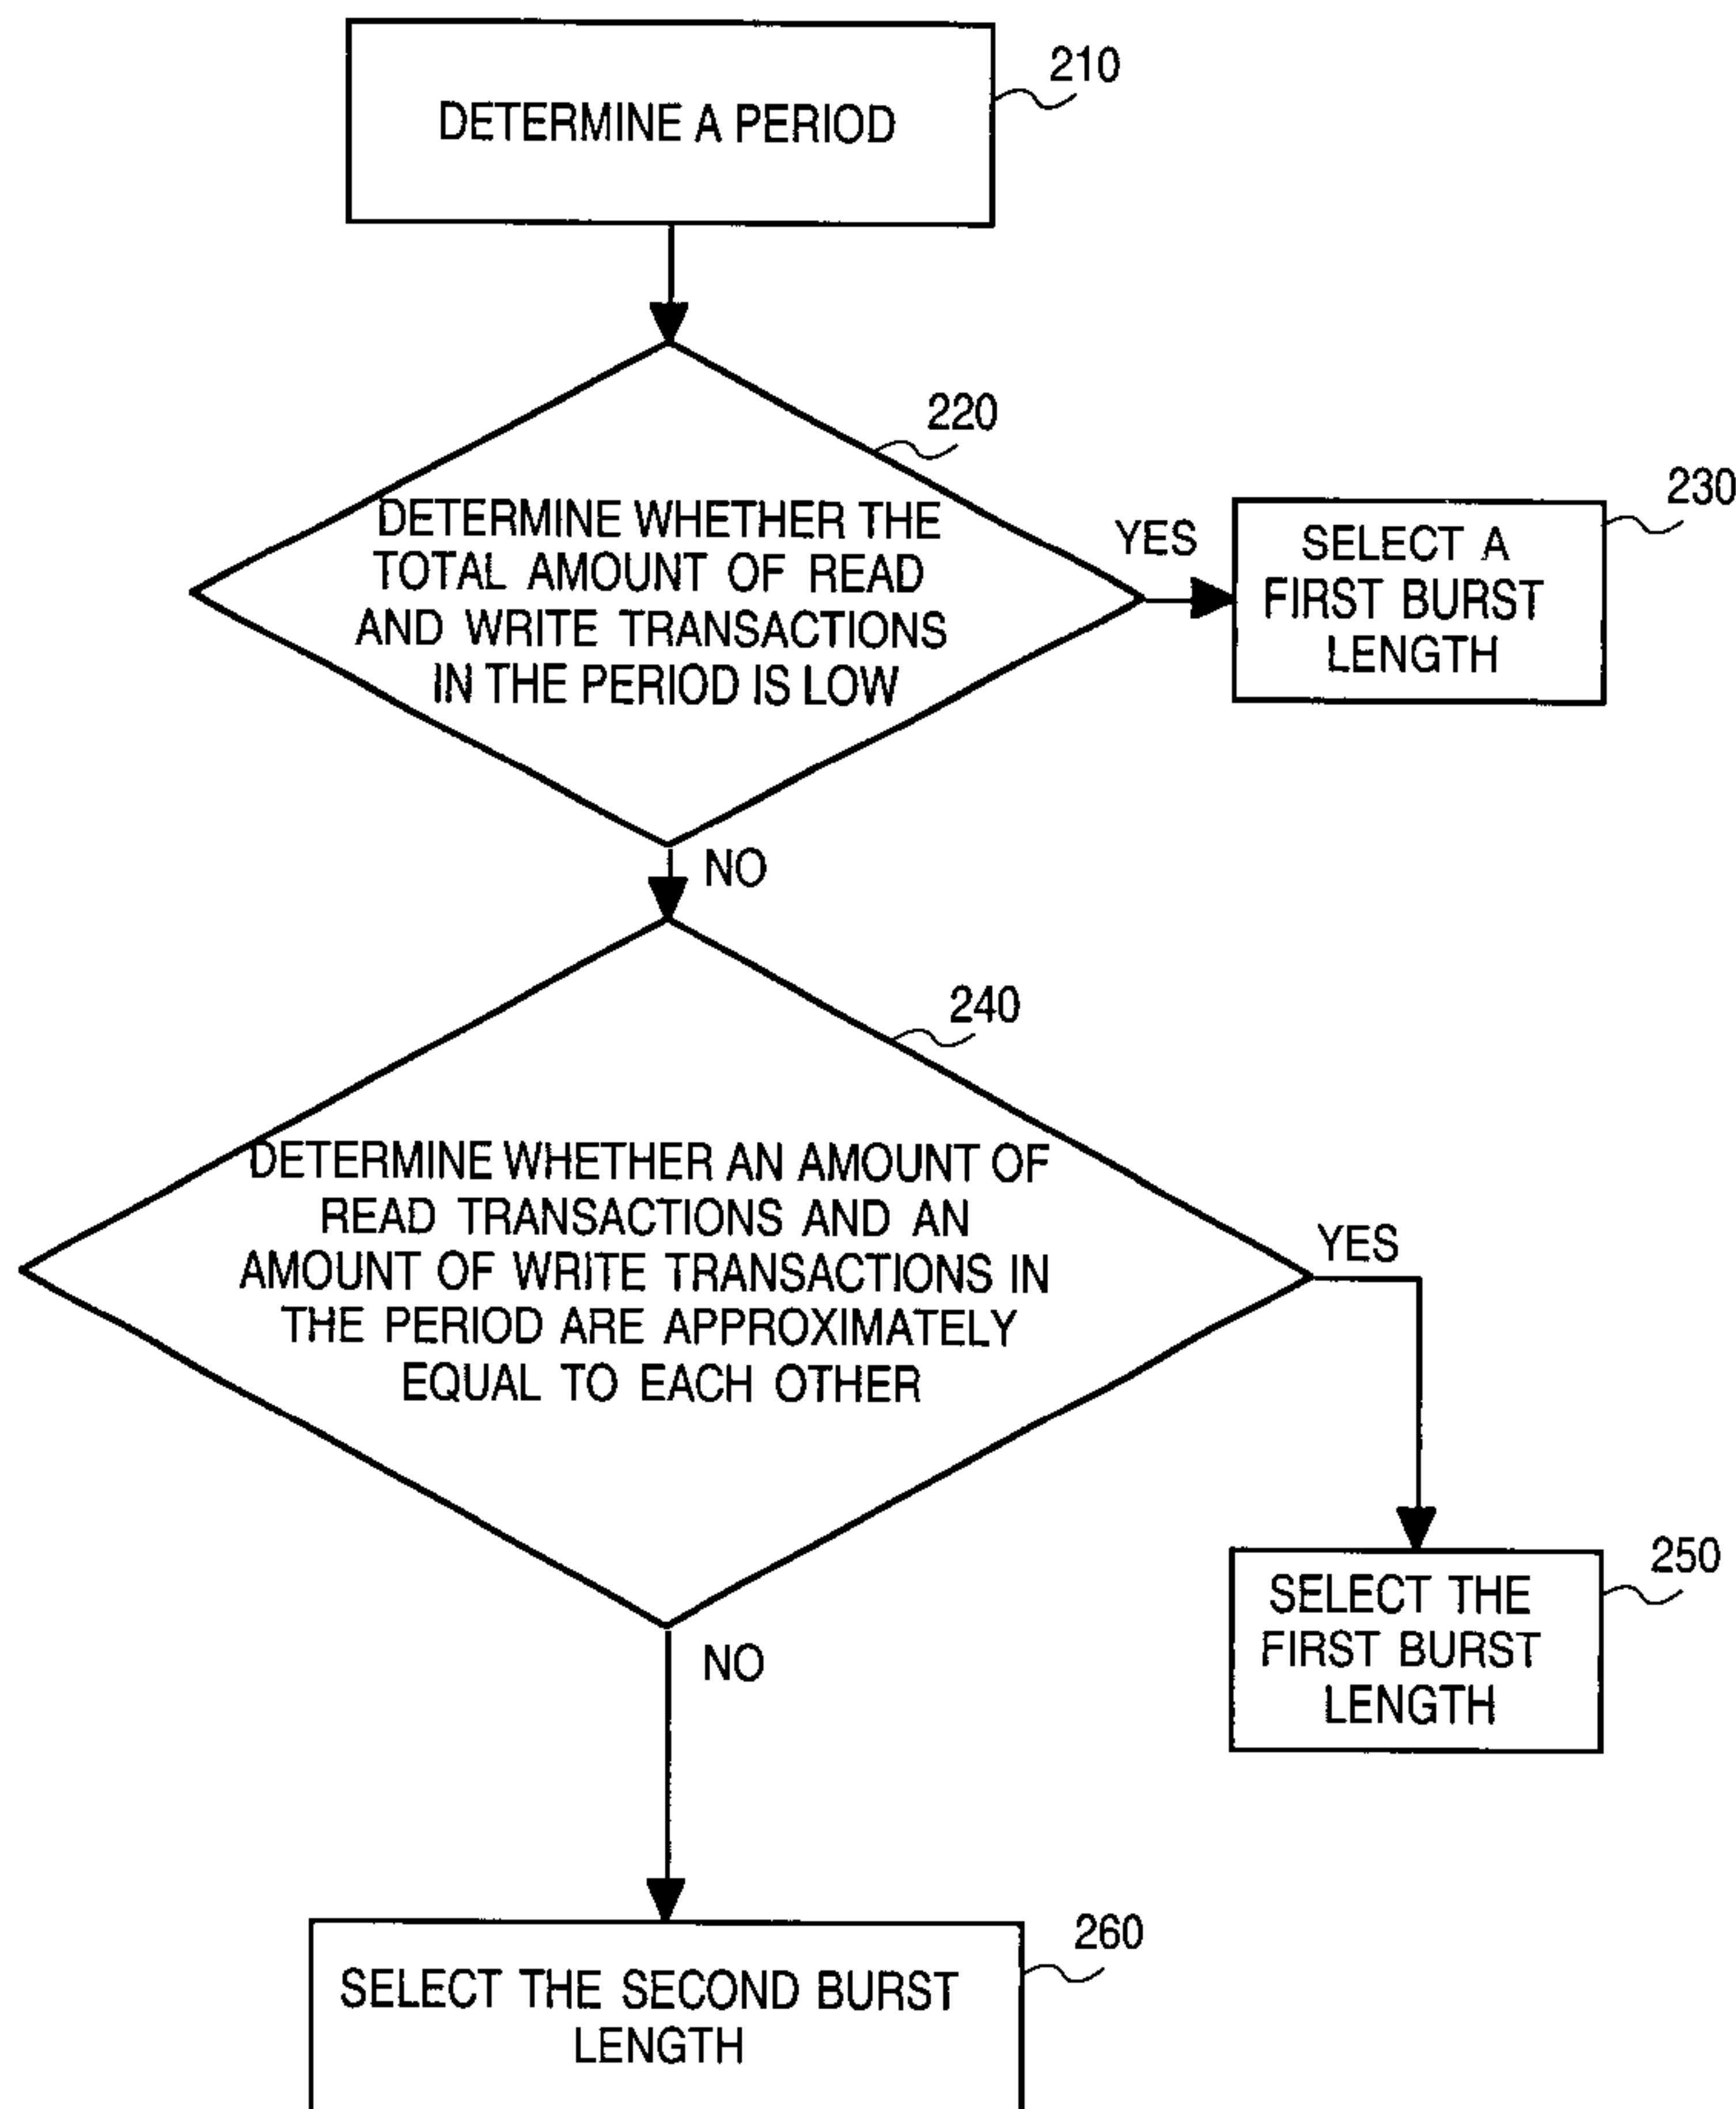 DETERMINE A PERIOD
210
220
DETERMINE WHETHER THE
TOTAL AMOUNT OF READ
AND WRITE TRANSACTIONS
IN THE PERIOD IS LOW
YES
230
SELECT A
FIRST BURST
LENGTH
NO
240
DETERMINE WHETHER AN AMOUNT OF
READ TRANSACTIONS AND AN
AMOUNT OF WRITE TRANSACTIONS IN
THE PERIOD ARE APPROXIMATELY
EQUAL TO EACH OTHER
YES
250
SELECT THE
FIRST BURST
LENGTH
NO
260
SELECT THE SECOND BURST
LENGTH